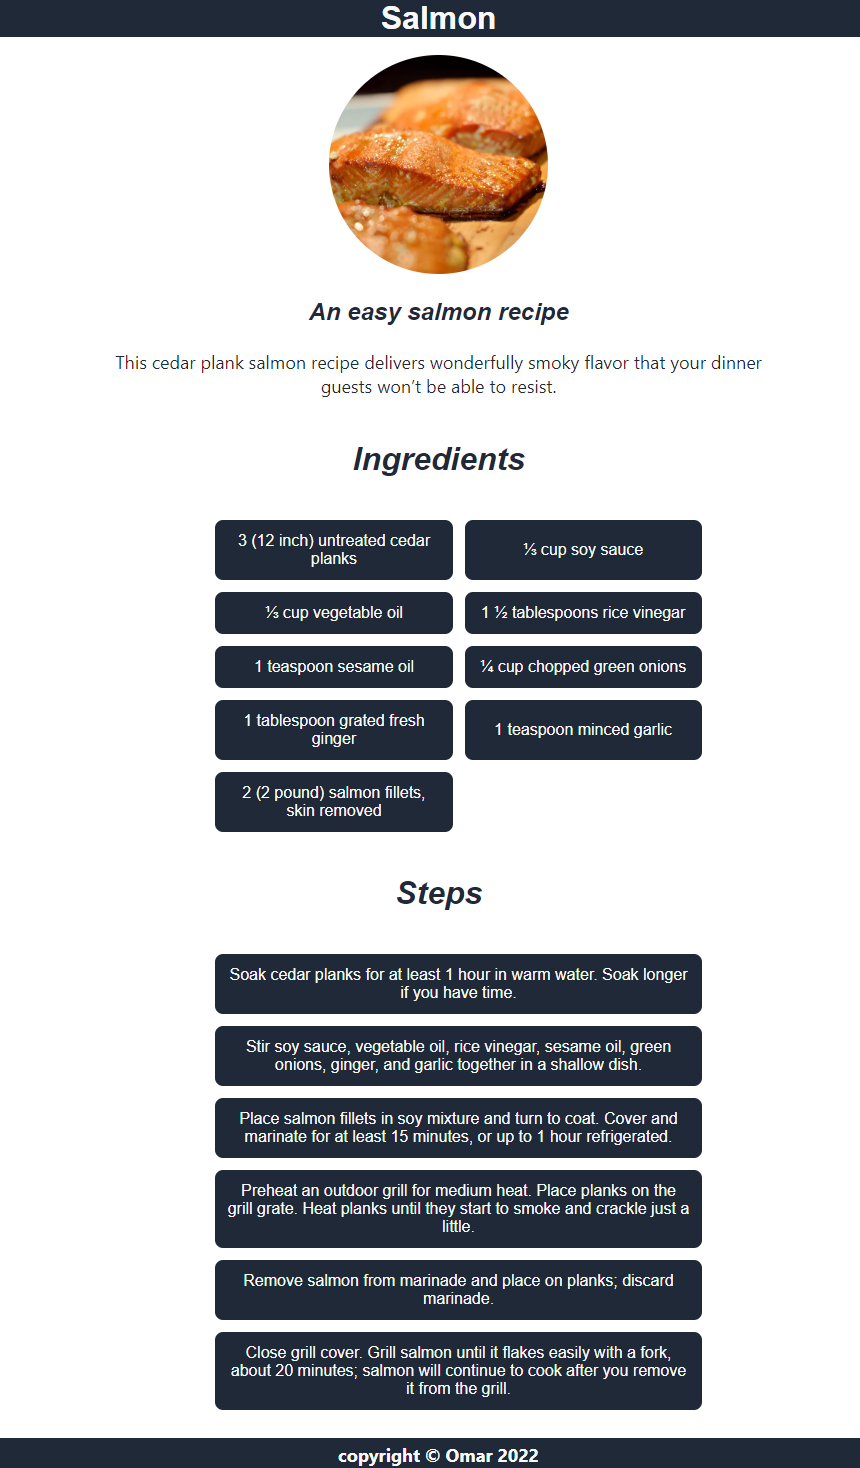 Salmon
An easy salmon recipe
This cedar plank salmon recipe delivers wonderfully smoky flavor that your dinner
guests won’t be able to resist.
Ingredients
3 (12 inch) untreated cedar
planks
⅓ cup soy sauce
⅓ cup vegetable oil
1 ½ tablespoons rice vinegar
1 teaspoon sesame oil
¼ cup chopped green onions
1 tablespoon grated fresh
ginger
1 teaspoon minced garlic
2 (2 pound) salmon fillets,
skin removed
Steps
Soak cedar planks for at least 1 hour in warm water. Soak longer
if you have time.
Stir soy sauce, vegetable oil, rice vinegar, sesame oil, green
onions, ginger, and garlic together in a shallow dish.
Place salmon fillets in soy mixture and turn to coat. Cover and
marinate for at least 15 minutes, or up to 1 hour refrigerated.
Preheat an outdoor grill for medium heat. Place planks on the
grill grate. Heat planks until they start to smoke and crackle just a
little.
Remove salmon from marinade and place on planks; discard
marinade.
Close grill cover. Grill salmon until it flakes easily with a fork,
about 20 minutes; salmon will continue to cook after you remove
it from the grill.
copyright © Omar 2022